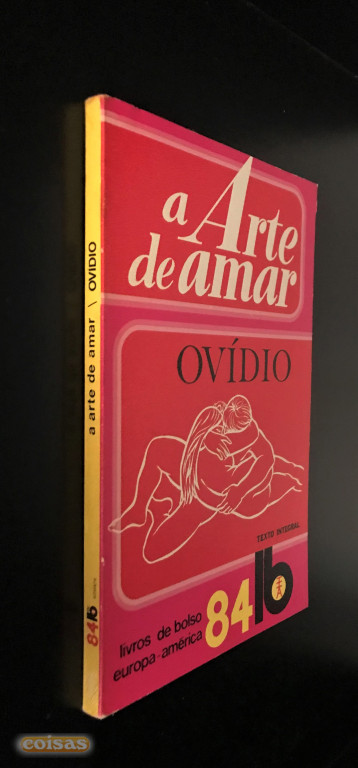 a Arte
de amar
OVÍDIO
TEXTO INTEGRAL
livros de bolso
europa-américa
84 lb
a arte de amar \ OVÍDIO
84 lb
coisas